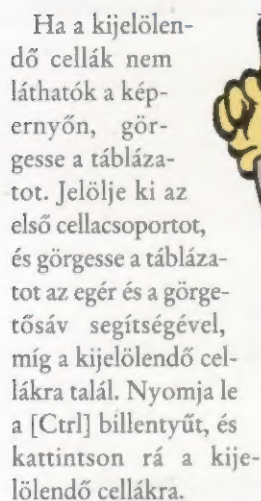 Ha a kijelölen-
dő cellák nem
láthatók a kép-
ernyőn, gör-
gesse a tábláza-
tot. Jelölje ki az
első cellacsoportot,
és görgesse a tábláza-
tot az egér és a görge-
tősáv segítségével,
míg a kijelölendő cel-
lákra talál. Nyomja le
a [Ctrl] billentyűt, és
kattintson rá a kije-
lölendő cellákra.